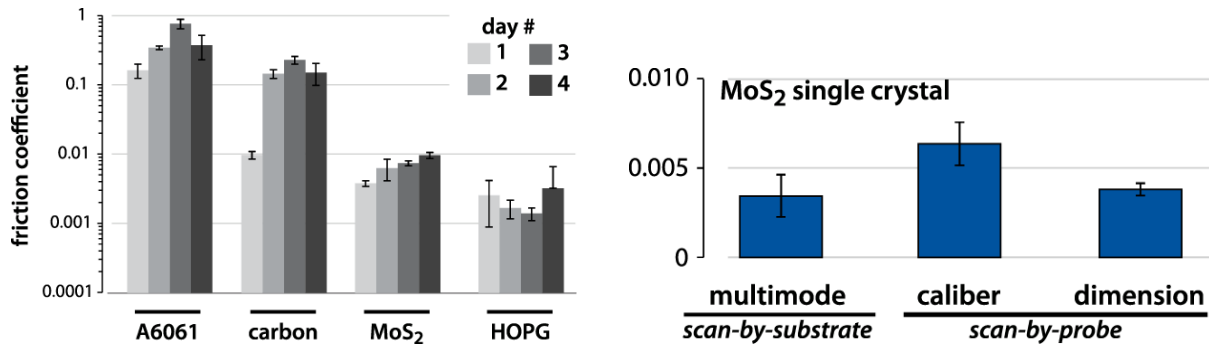 friction coefficient
1
0.1
0.01
0.001
0.0001
day #
1 3
2 4
A6061 carbon MoS₂ HOPG
MoS₂ single crystal
0.010
0.005
0
multimode caliber dimension
scan-by-substrate scan-by-probe